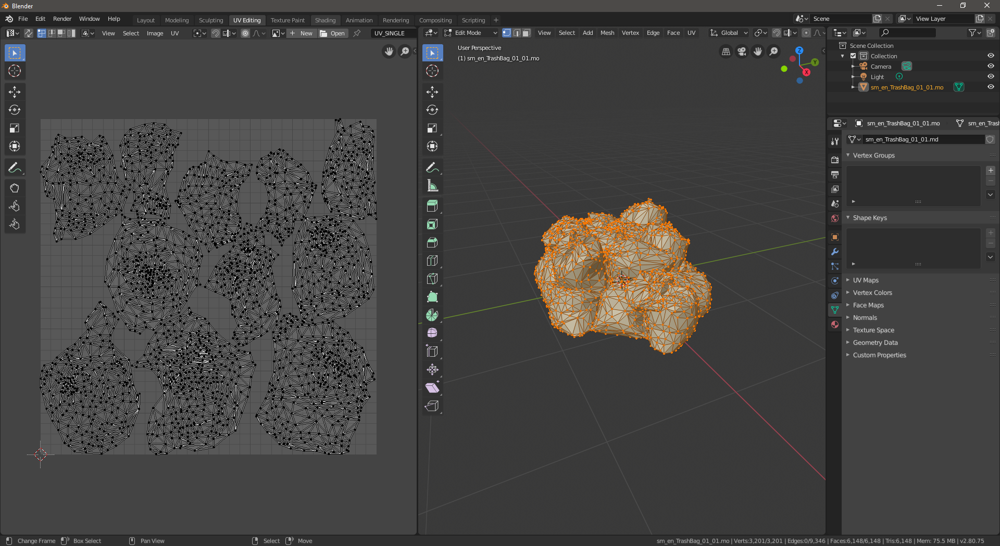 Blender
File Edit Render Window Help
Layout Modeling Sculpting UV Editing Texture Paint Shading Animation Rendering Compositing Scripting +
Scene
View Layer
View Select Image UV
New Open
UV_SINGLE
Edit Mode
View Select Add Mesh Vertex Edge Face UV
Global
User Perspective
(1) sm_en_TrashBag_01_01.mo
Z
Y
X
Scene Collection
Collection
Camera
Light
sm_en_TrashBag_01_01.mo
sm_en_TrashBag_01_01.mo
sm_en_Trash
sm_en_TrashBag_01_01.md
Vertex Groups
Shape Keys
UV Maps
Vertex Colors
Face Maps
Normals
Texture Space
Geometry Data
Custom Properties
Change Frame Box Select Pan View Select Move
sm_en_TrashBag_01_01.mo | Verts:3,201/3,201 | Edges:0/9,346 | Faces:6,148/6,148 | Tris:6,148 | Mem: 75.5 MB | v2.80.75